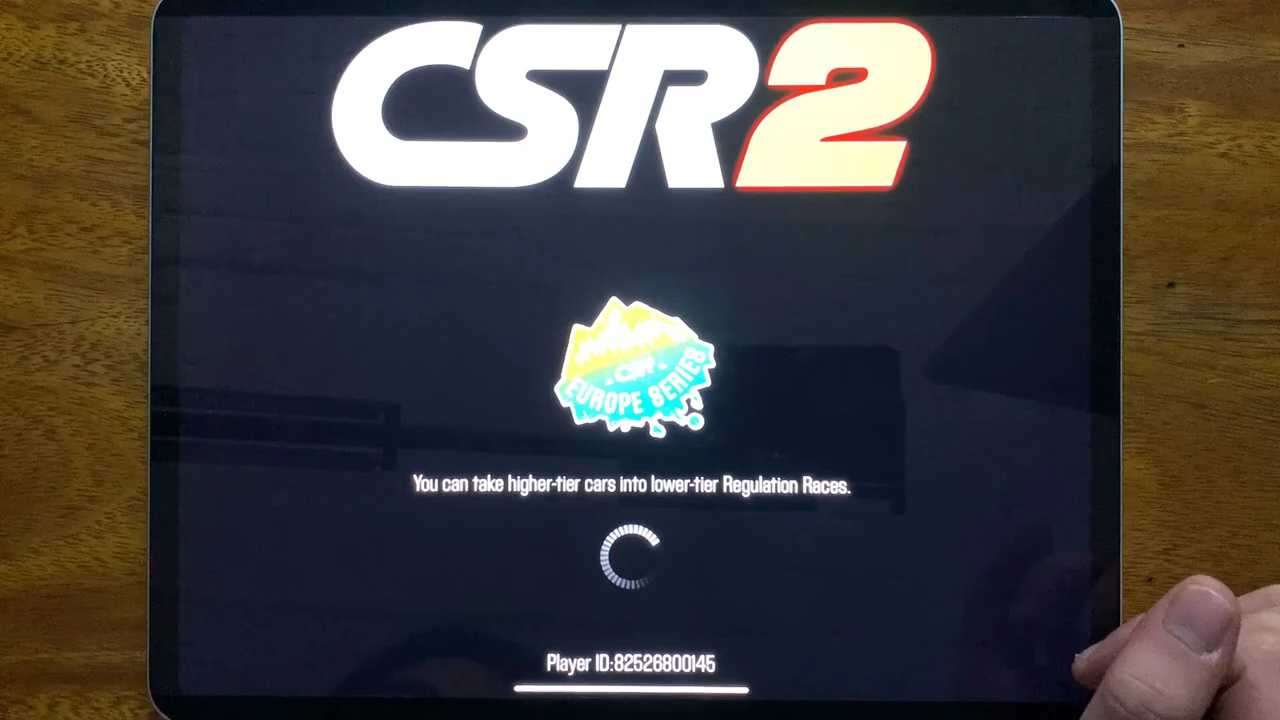 CSR2
CSR
EUROPE SERIES
You can take higher-tier cars into lower-tier Regulation Races.
Player ID:82526800145